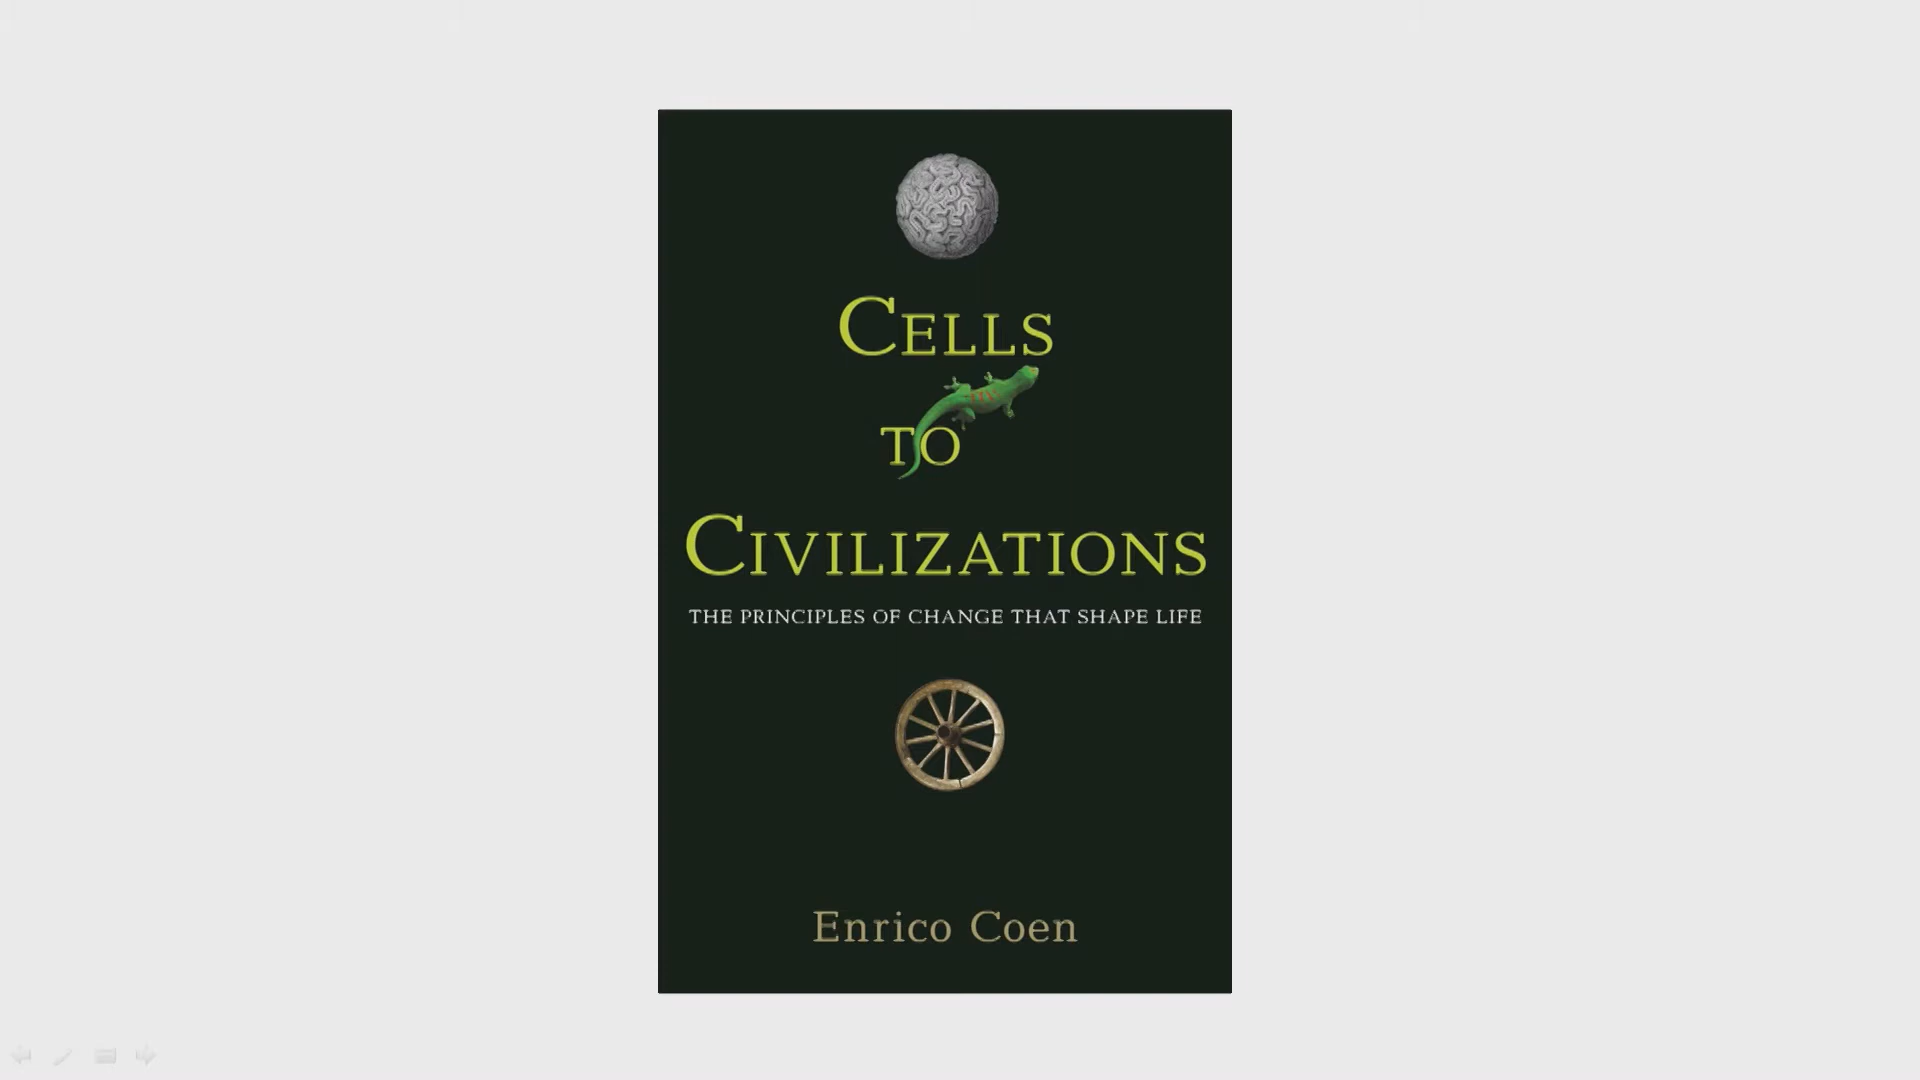 CELLS
TO
CIVILIZATIONS
THE PRINCIPLES OF CHANGE THAT SHAPE LIFE
Enrico Coen